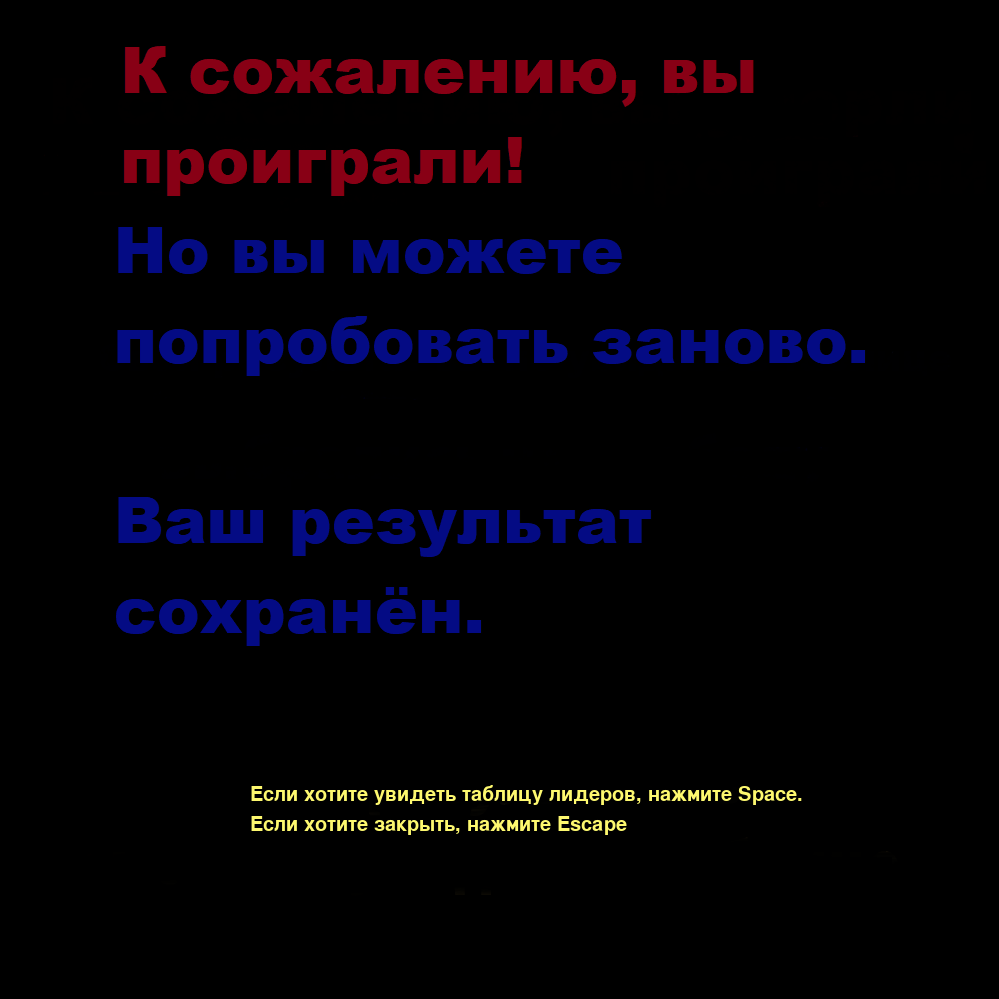 К сожалению, вы
проиграли!
Но вы можете
попробовать заново.
Ваш результат
сохранён.
Если хотите увидеть таблицу лидеров, нажмите Space.
Если хотите закрыть, нажмите Escape